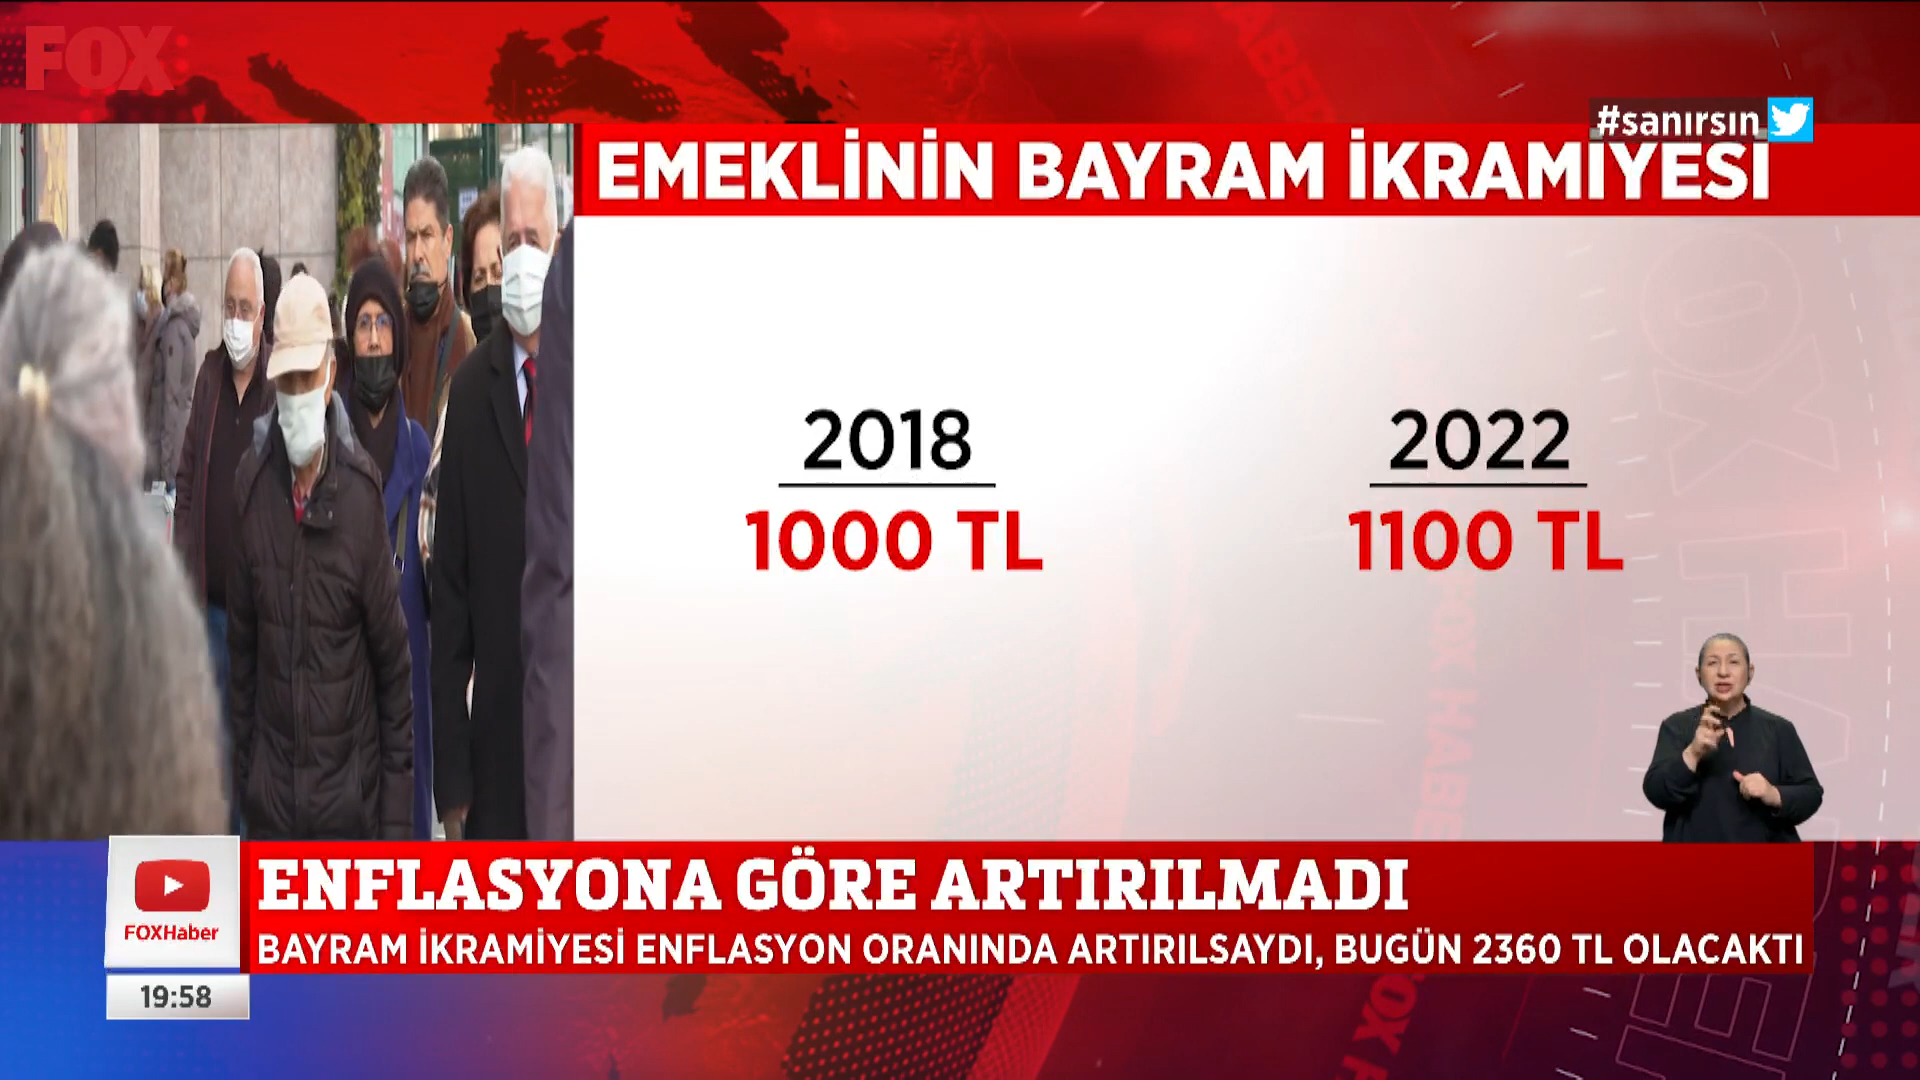 FOX
#sanırsın
EMEKLİNİN BAYRAM İKRAMİYESİ
2018
2022
1000 TL
1100 TL
ENFLASYONA GÖRE ARTIRILMADI
FOXHaber
BAYRAM İKRAMİYESİ ENFLASYON ORANINDA ARTIRILSAYDI, BUGÜN 2360 TL OLACAKTI
19:58